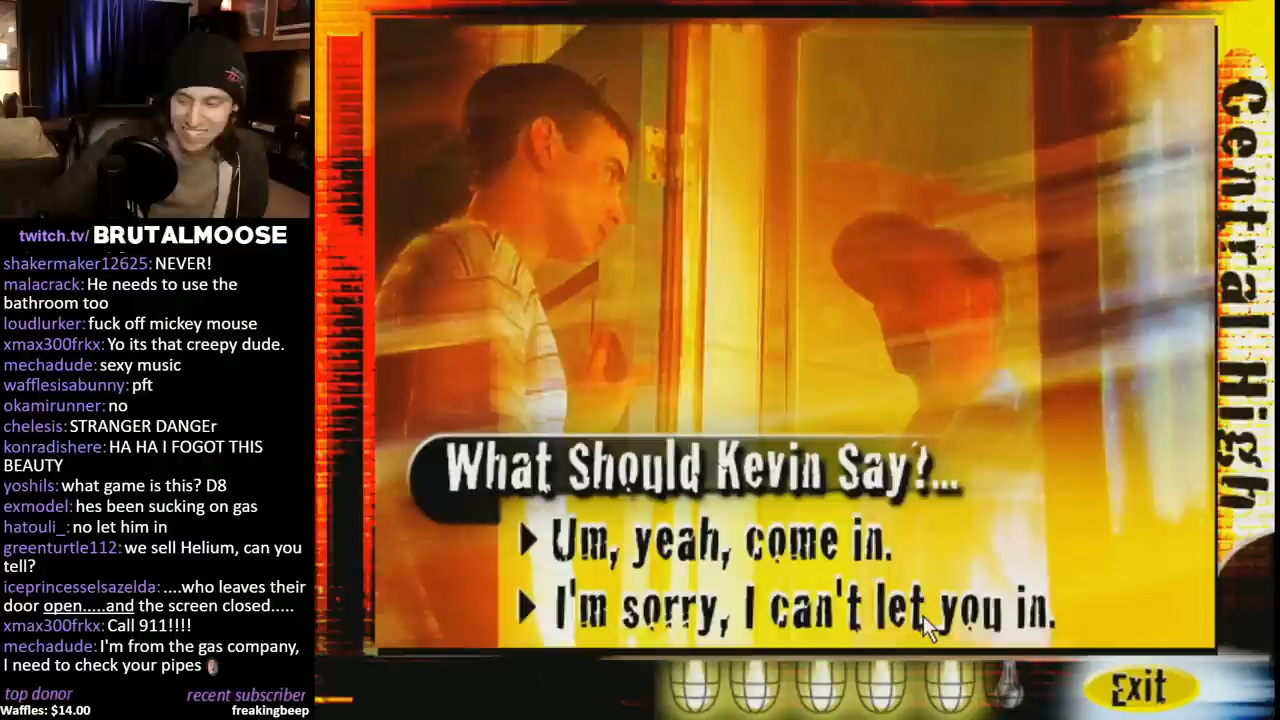 twitch.tv/ BRUTALMOOSE
shakermaker12625: NEVER!
malacrack: He needs to use the
bathroom too
loudlurker: fuck off mickey mouse
xmax300frkx: Yo its that creepy dude.
mechadude: sexy music
wafflesisabunny: pft
okamirunner: no
chelesis: STRANGER DANGEr
konradishere: HA HA I FOGOT THIS
BEAUTY
yoshils: what game is this? D8
exmodel: hes been sucking on gas
hatouli_: no let him in
greenturtle112: we sell Helium, can you
tell?
iceprincesselsazelda: ....who leaves their
door open.....and the screen closed.....
xmax300frkx: Call 911!!!!
mechadude: I'm from the gas company,
I need to check your pipes
top donor
Waffles: $14.00
recent subscriber
freakingbeep
What Should Kevin Say?...
Um, yeah, come in.
I'm sorry, I can't let you in.
Central High
Exit